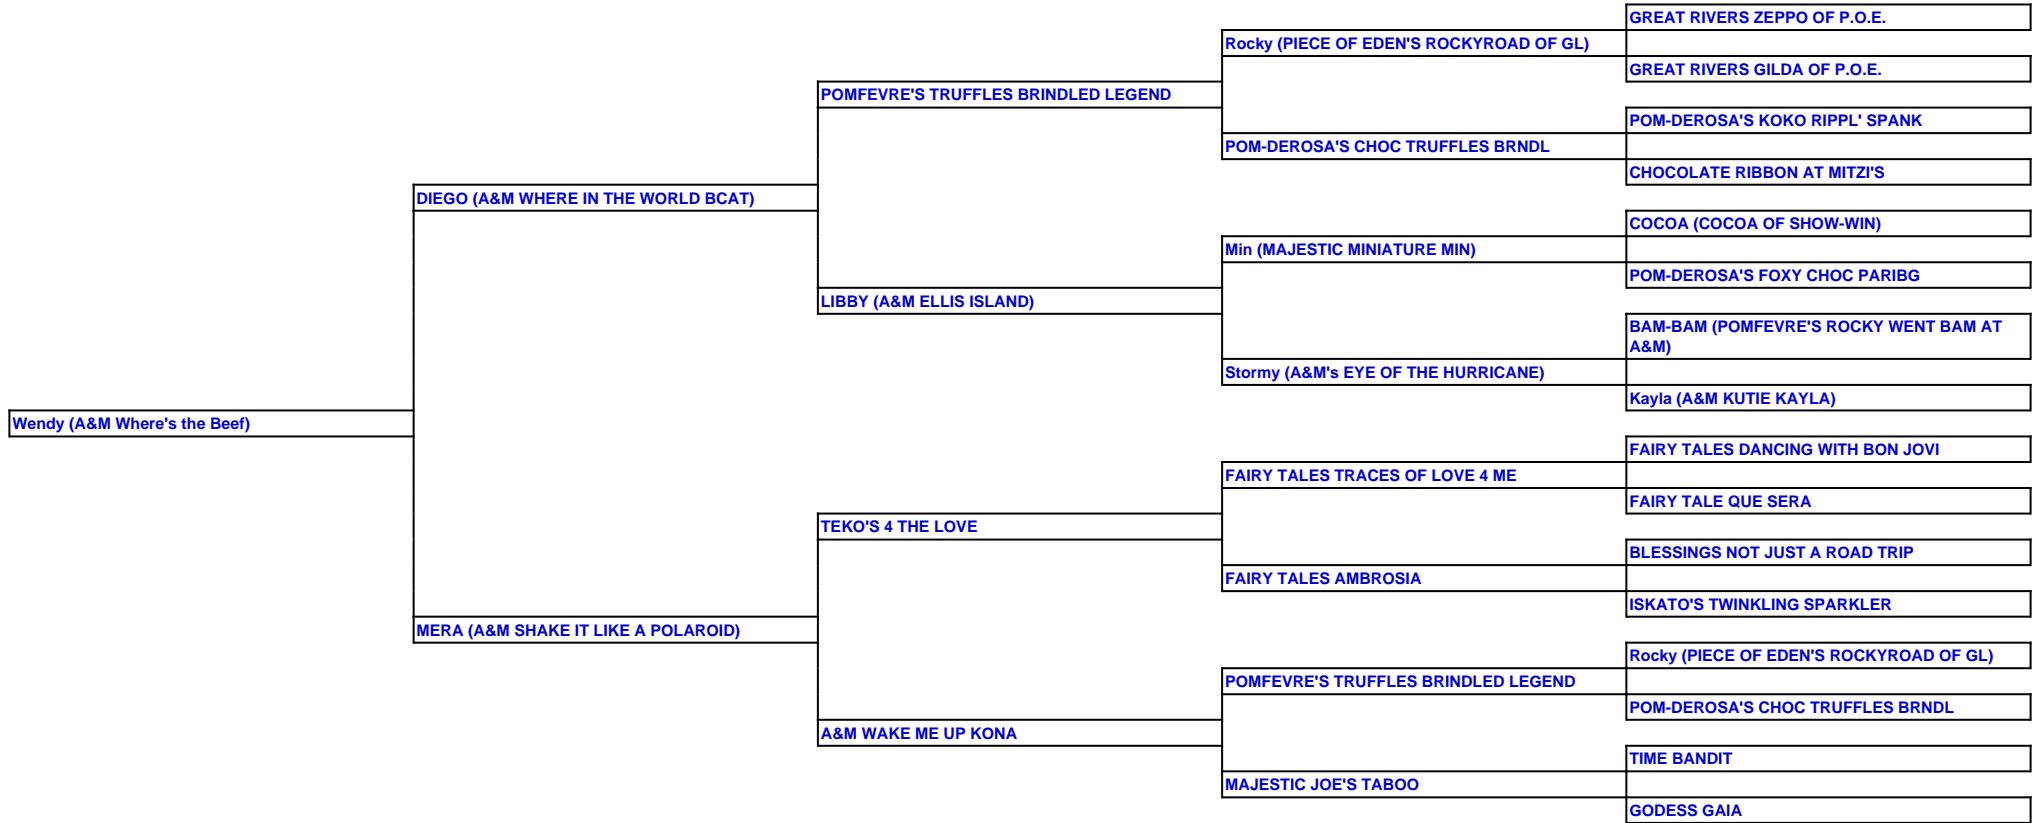 GREAT RIVERS ZEPPO OF P.O.E.
Rocky (PIECE OF EDEN'S ROCKYROAD OF GL)
GREAT RIVERS GILDA OF P.O.E.
POMFEVRE'S TRUFFLES BRINDLED LEGEND
POM-DEROSA'S KOKO RIPPL' SPANK
POM-DEROSA'S CHOC TRUFFLES BRNDL
CHOCOLATE RIBBON AT MITZI'S
DIEGO (A&M WHERE IN THE WORLD BCAT)
COCOA (COCOA OF SHOW-WIN)
Min (MAJESTIC MINIATURE MIN)
POM-DEROSA'S FOXY CHOC PARIBG
LIBBY (A&M ELLIS ISLAND)
BAM-BAM (POMFEVRE'S ROCKY WENT BAM AT
A&M)
Stormy (A&M's EYE OF THE HURRICANE)
Kayla (A&M KUTIE KAYLA)
Wendy (A&M Where's the Beef)
FAIRY TALES DANCING WITH BON JOVI
FAIRY TALES TRACES OF LOVE 4 ME
FAIRY TALE QUE SERA
TEKO'S 4 THE LOVE
BLESSINGS NOT JUST A ROAD TRIP
FAIRY TALES AMBROSIA
ISKATO'S TWINKLING SPARKLER
MERA (A&M SHAKE IT LIKE A POLAROID)
Rocky (PIECE OF EDEN'S ROCKYROAD OF GL)
POMFEVRE'S TRUFFLES BRINDLED LEGEND
POM-DEROSA'S CHOC TRUFFLES BRNDL
A&M WAKE ME UP KONA
TIME BANDIT
MAJESTIC JOE'S TABOO
GODESS GAIA